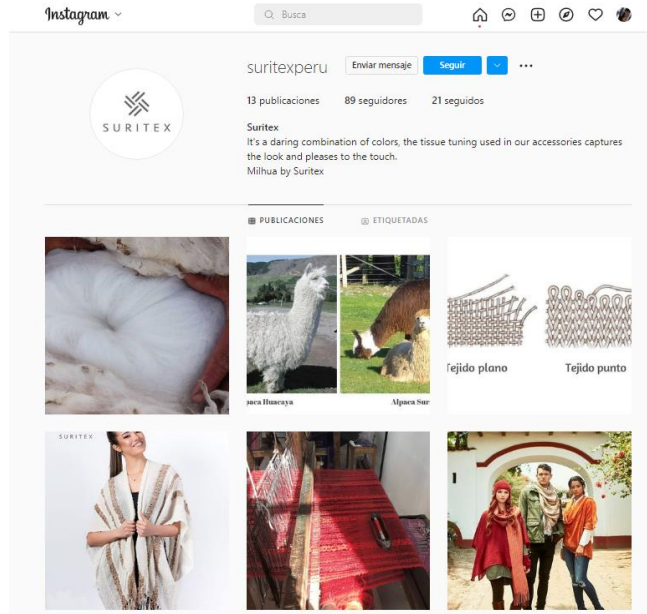 Instagram
Busca
suritexperu
Enviar mensaje
Seguir
13 publicaciones 89 seguidores 21 seguidos
SURITEX
Suritex
It's a daring combination of colors, the tissue tuning used in our accessories captures
the look and pleases to the touch.
Milhua by Suritex
PUBLICACIONES ETIQUETADAS
paca Huacaya Alpaca Sur
Tejido plano Tejido punto
SURITEX